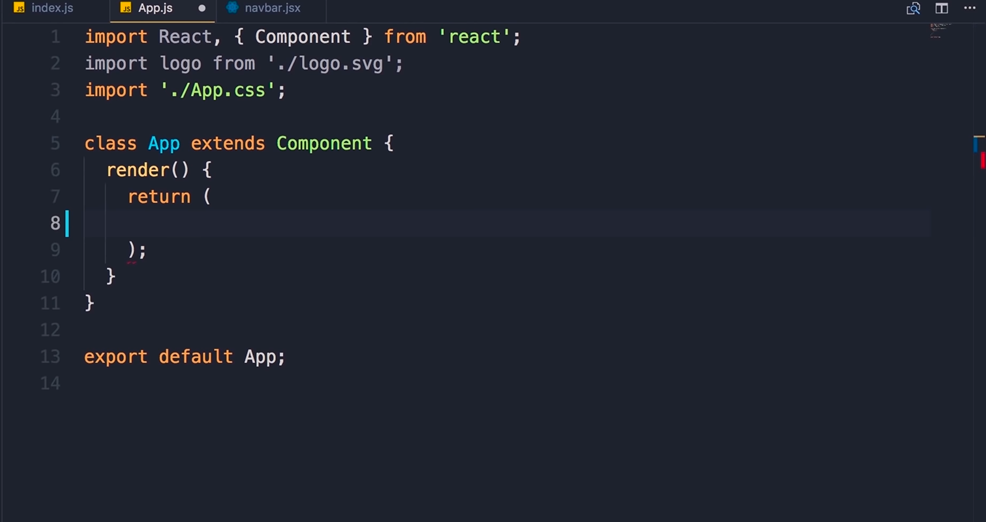 index.js
App.js
navbar.jsx
1 import React, { Component } from 'react';
2 import logo from './logo.svg';
3 import './App.css';
4
5 class App extends Component {
6 render() {
7 return (
8
9 );
10 }
11 }
12
13 export default App;
14